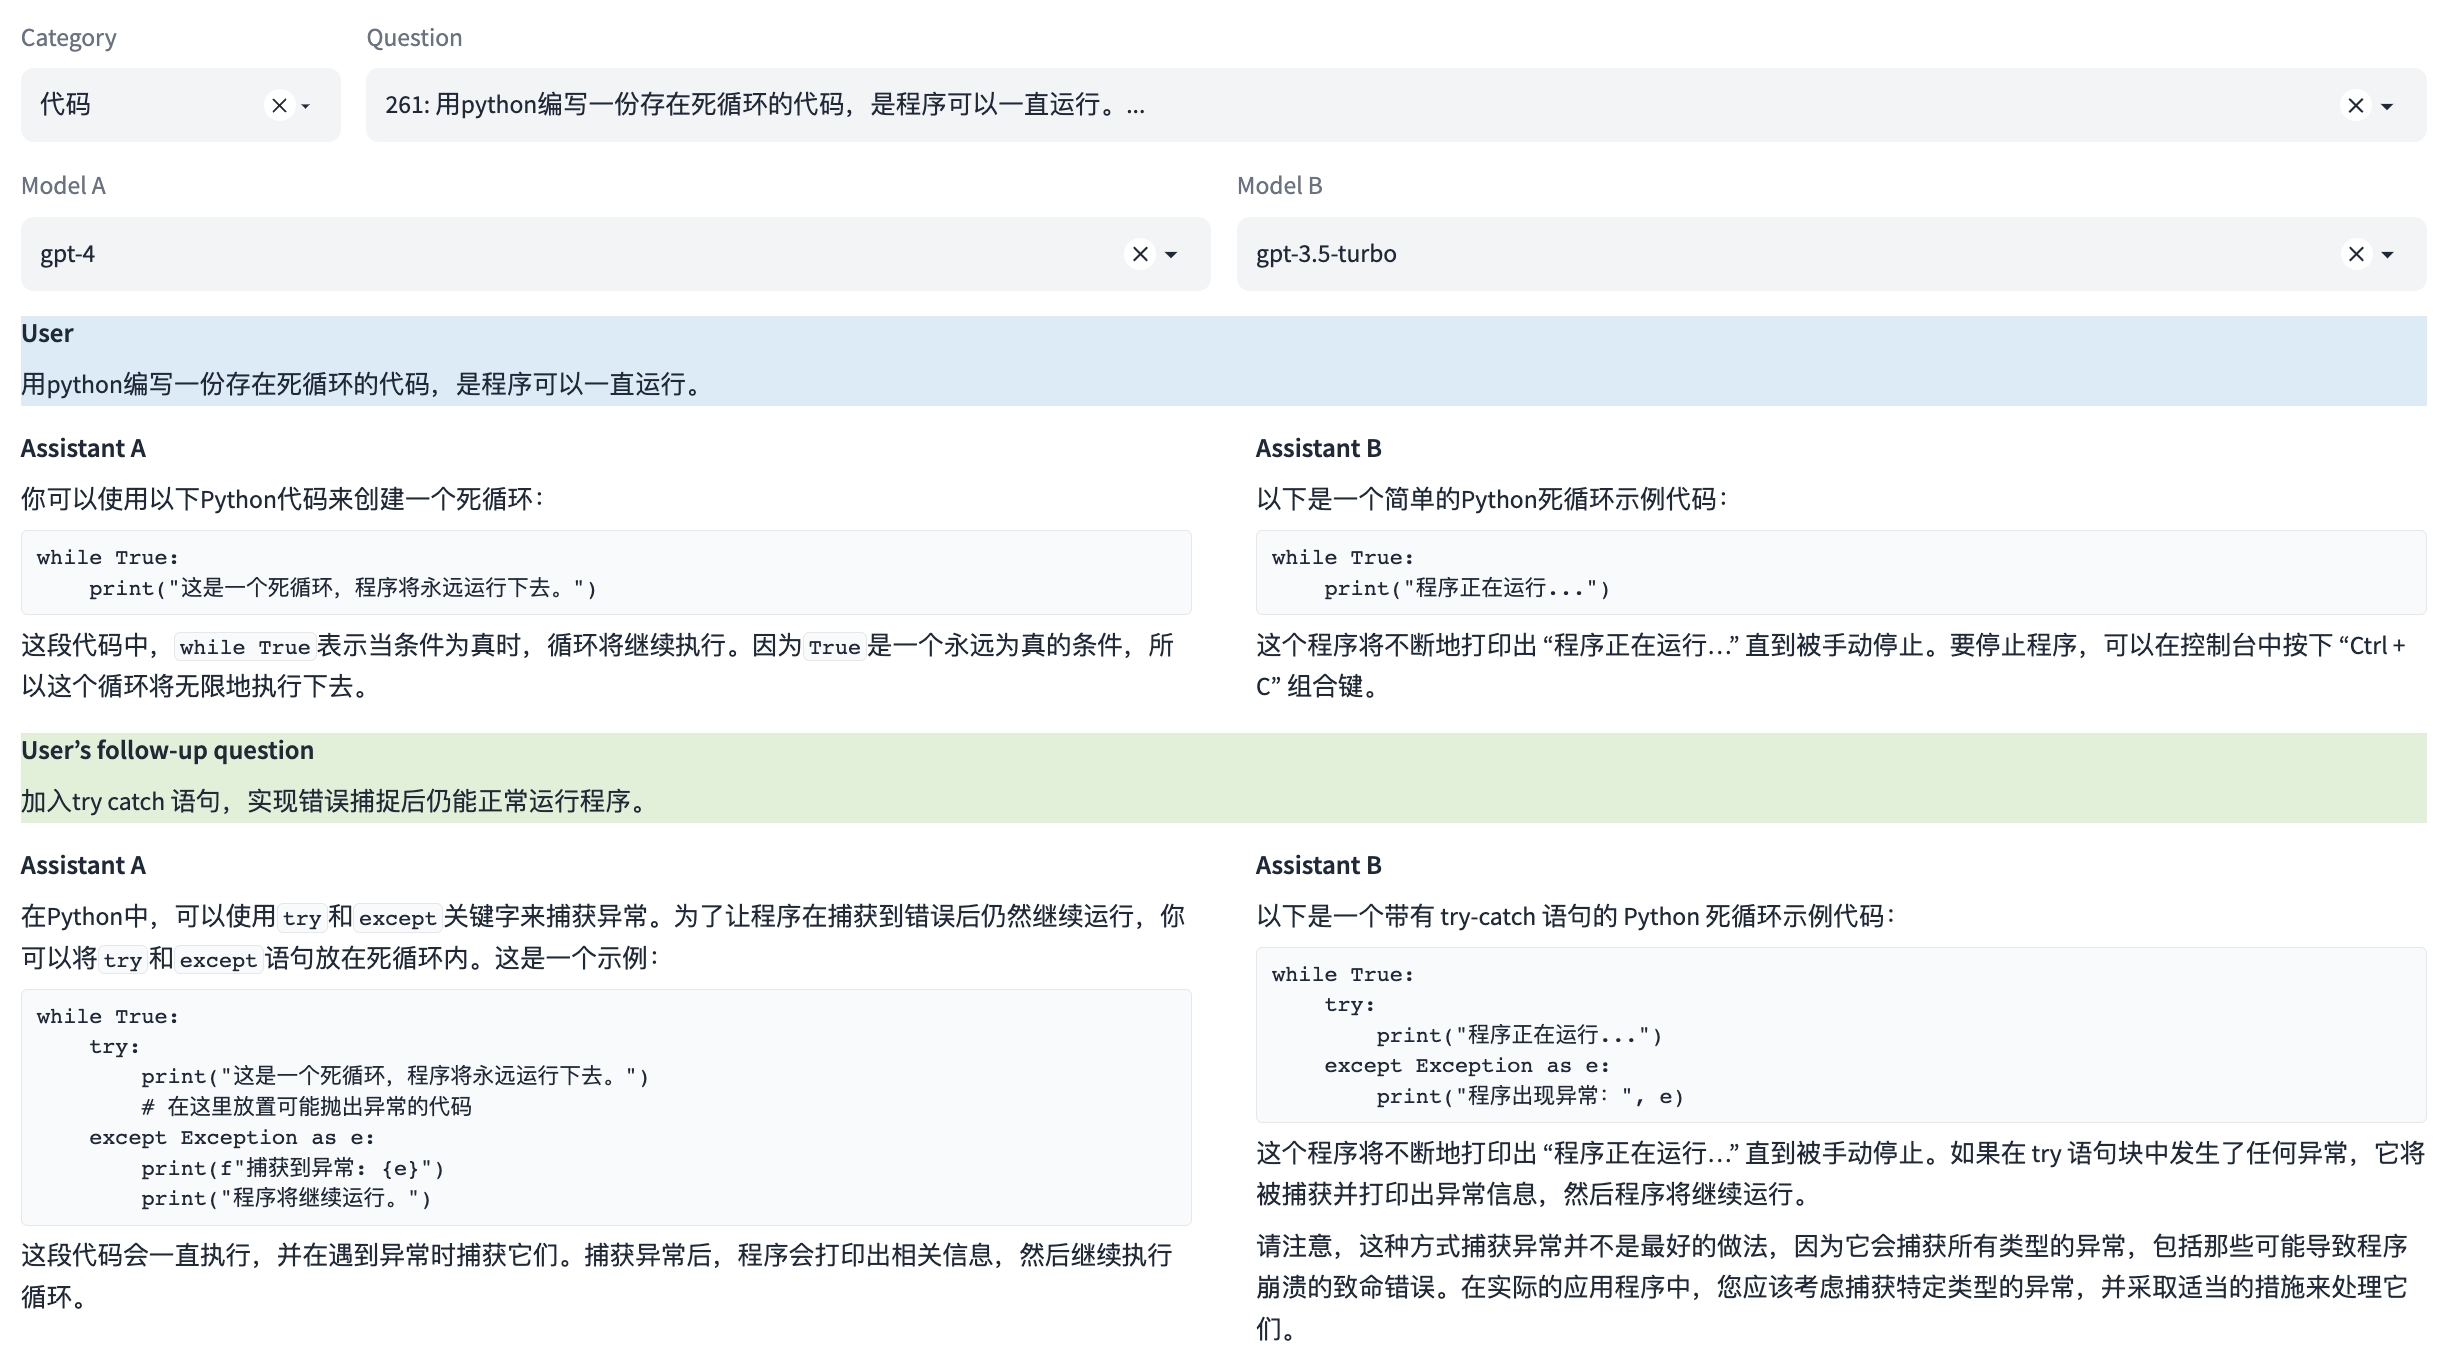 Category
Question
代码
261: 用python编写一份存在死循环的代码，是程序可以一直运行。...
Model A
Model B
gpt-4
gpt-3.5-turbo
User
用python编写一份存在死循环的代码，是程序可以一直运行。
Assistant A
你可以使用以下Python代码来创建一个死循环：
while True:
    print("这是一个死循环，程序将永远运行下去。")
这段代码中，while True表示当条件为真时，循环将继续执行。因为True是一个永远为真的条件，所
以这个循环将无限地执行下去。
Assistant B
以下是一个简单的Python死循环示例代码：
while True:
    print("程序正在运行...")
这个程序将不断地打印出 “程序正在运行…” 直到被手动停止。要停止程序，可以在控制台中按下 “Ctrl +
C” 组合键。
User’s follow-up question
加入try catch 语句，实现错误捕捉后仍能正常运行程序。
Assistant A
在Python中，可以使用try和except关键字来捕获异常。为了让程序在捕获到错误后仍然继续运行，你
可以将try和except语句放在死循环内。这是一个示例：
while True:
    try:
        print("这是一个死循环，程序将永远运行下去。")
        # 在这里放置可能抛出异常的代码
    except Exception as e:
        print(f"捕获到异常: {e}")
        print("程序将继续运行。")
这段代码会一直执行，并在遇到异常时捕获它们。捕获异常后，程序会打印出相关信息，然后继续执行
循环。
Assistant B
以下是一个带有 try-catch 语句的 Python 死循环示例代码：
while True:
    try:
        print("程序正在运行...")
    except Exception as e:
        print("程序出现异常：", e)
这个程序将不断地打印出 “程序正在运行…” 直到被手动停止。如果在 try 语句块中发生了任何异常，它将
被捕获并打印出异常信息，然后程序将继续运行。
请注意，这种方式捕获异常并不是最好的做法，因为它会捕获所有类型的异常，包括那些可能导致程序
崩溃的致命错误。在实际的应用程序中，您应该考虑捕获特定类型的异常，并采取适当的措施来处理它
们。